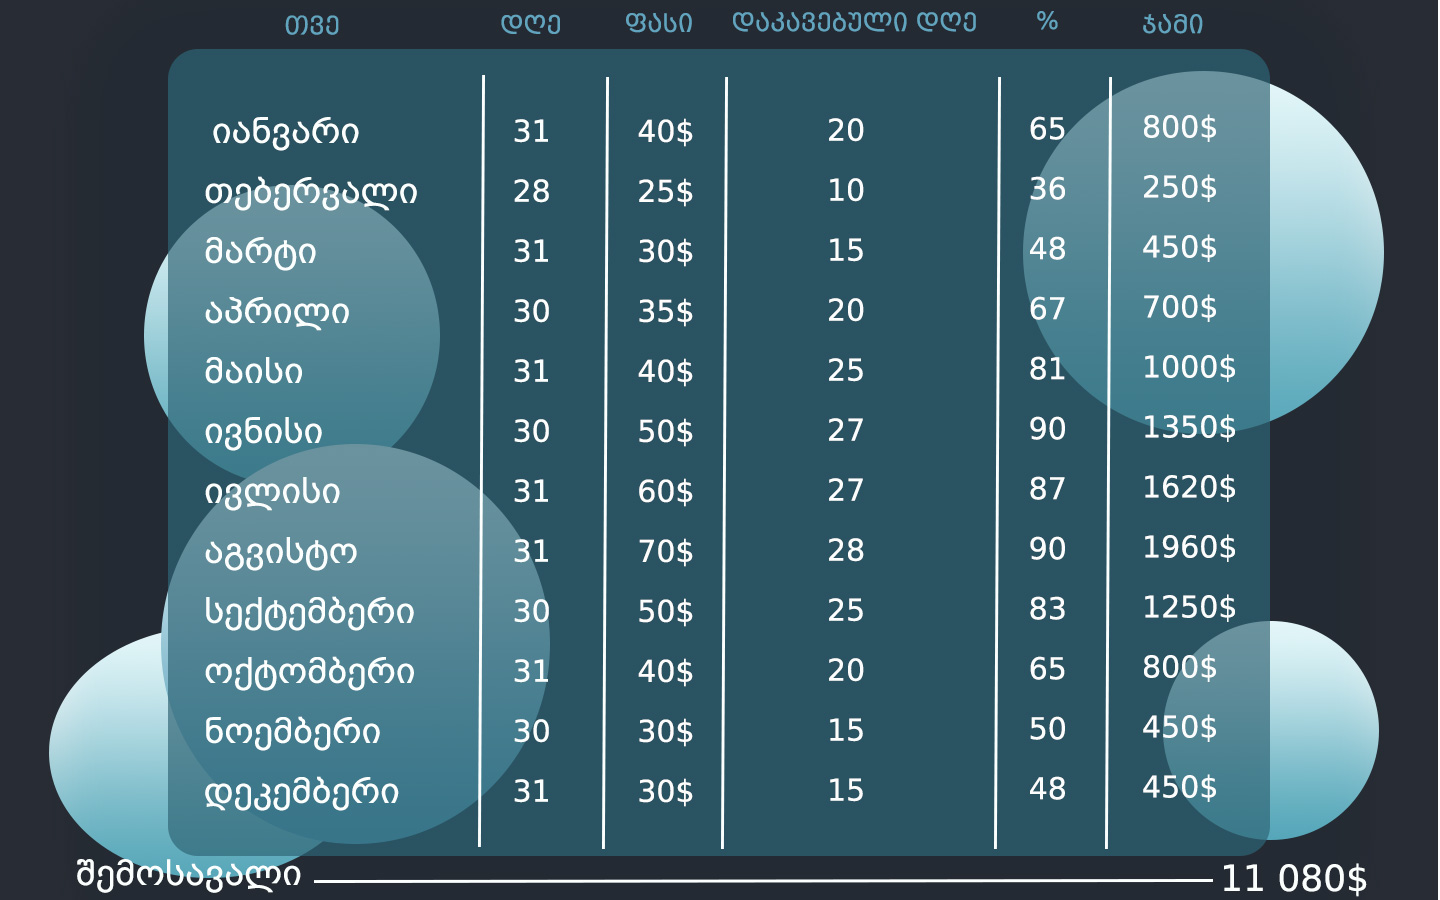 თვე დღე ფასი დაკავებული დღე % ჯამი
იანვარი 31 40$ 20 65 800$
თებერვალი 28 25$ 10 36 250$
მარტი 31 30$ 15 48 450$
აპრილი 30 35$ 20 67 700$
მაისი 31 40$ 25 81 1000$
ივნისი 30 50$ 27 90 1350$
ივლისი 31 60$ 27 87 1620$
აგვისტო 31 70$ 28 90 1960$
სექტემბერი 30 50$ 25 83 1250$
ოქტომბერი 31 40$ 20 65 800$
ნოემბერი 30 30$ 15 50 450$
დეკემბერი 31 30$ 15 48 450$
შემოსავალი 11 080$